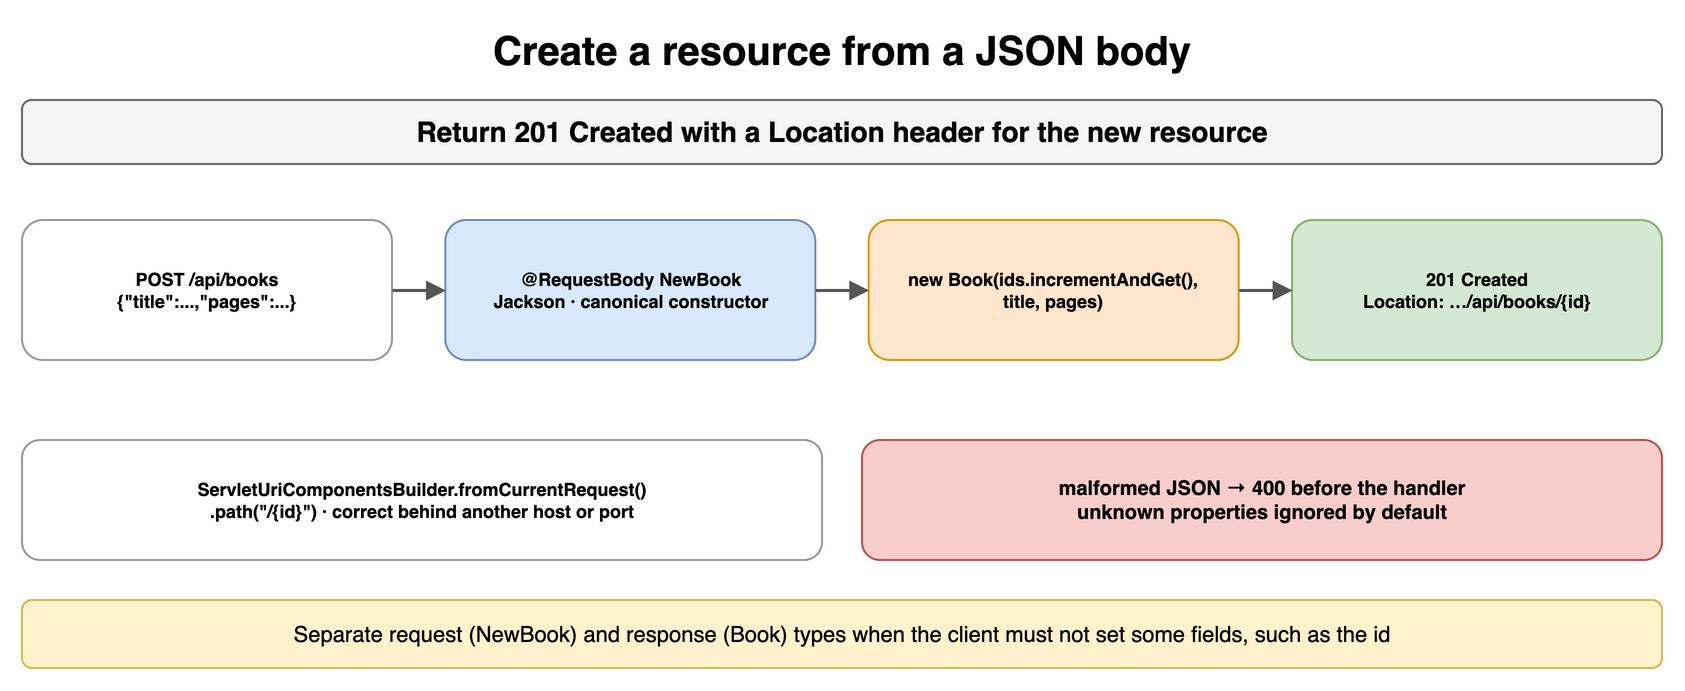 Create a resource from a JSON body
Return 201 Created with a Location header for the new resource
POST /api/books
{"title":...,"pages":...}
@RequestBody NewBook
Jackson · canonical constructor
new Book(ids.incrementAndGet(),
title, pages)
201 Created
Location: …/api/books/{id}
ServletUriComponentsBuilder.fromCurrentRequest()
.path("/{id}") · correct behind another host or port
malformed JSON → 400 before the handler
unknown properties ignored by default
Separate request (NewBook) and response (Book) types when the client must not set some fields, such as the id